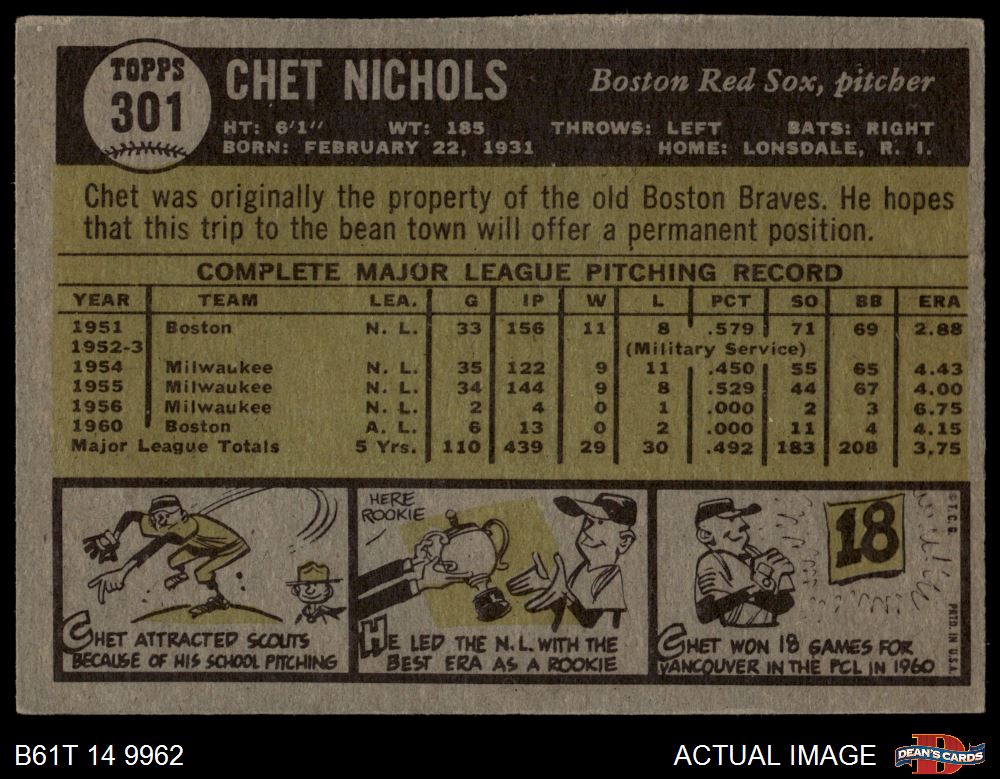 TOPPS
301
CHET NICHOLS
Boston Red Sox, pitcher
HT: 6'1" WT: 185 THROWS: LEFT BATS: RIGHT
BORN: FEBRUARY 22, 1931 HOME: LONSDALE, R. I.
Chet was originally the property of the old Boston Braves. He hopes
that this trip to the bean town will offer a permanent position.
COMPLETE MAJOR LEAGUE PITCHING RECORD
YEAR TEAM LEA. G IP W L PCT SO BB ERA
1951 Boston N. L. 33 156 11 8 .579 71 69 2.88
1952-3 (Military Service)
1954 Milwaukee N. L. 35 122 9 11 .450 55 65 4.43
1955 Milwaukee N. L. 34 144 9 8 .529 44 67 4.00
1956 Milwaukee N. L. 2 4 0 1 .000 2 3 6.75
1960 Boston A. L. 6 13 0 2 .000 11 4 4.15
Major League Totals 5 Yrs. 110 439 29 30 .492 183 208 3.75
CHET ATTRACTED SCOUTS
BECAUSE OF HIS SCHOOL PITCHING
HERE
ROOKIE
HE LED THE N.L. WITH THE
BEST ERA AS A ROOKIE
18
CHET WON 18 GAMES FOR
VANCOUVER IN THE PCL IN 1960
© T.C.G. PRTD. IN U.S.A.
B61T 14 9962
ACTUAL IMAGE
DEAN'S CARDS